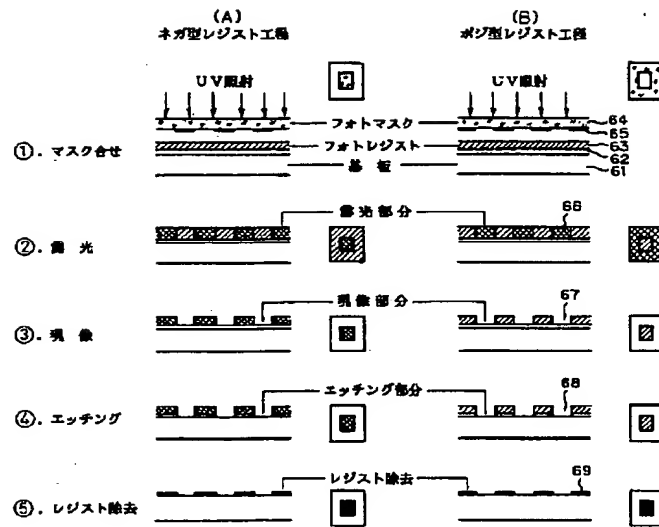 (A)
ネガ型レジスト工程
(B)
ポジ型レジスト工程
UV照射
UV照射
フォトマスク
64
65
①. マスク合せ
フォトレジスト
63
62
基板
61
②. 露光
露光部分
66
③. 現像
現像部分
67
④. エッチング
エッチング部分
68
⑤. レジスト除去
レジスト除去
69